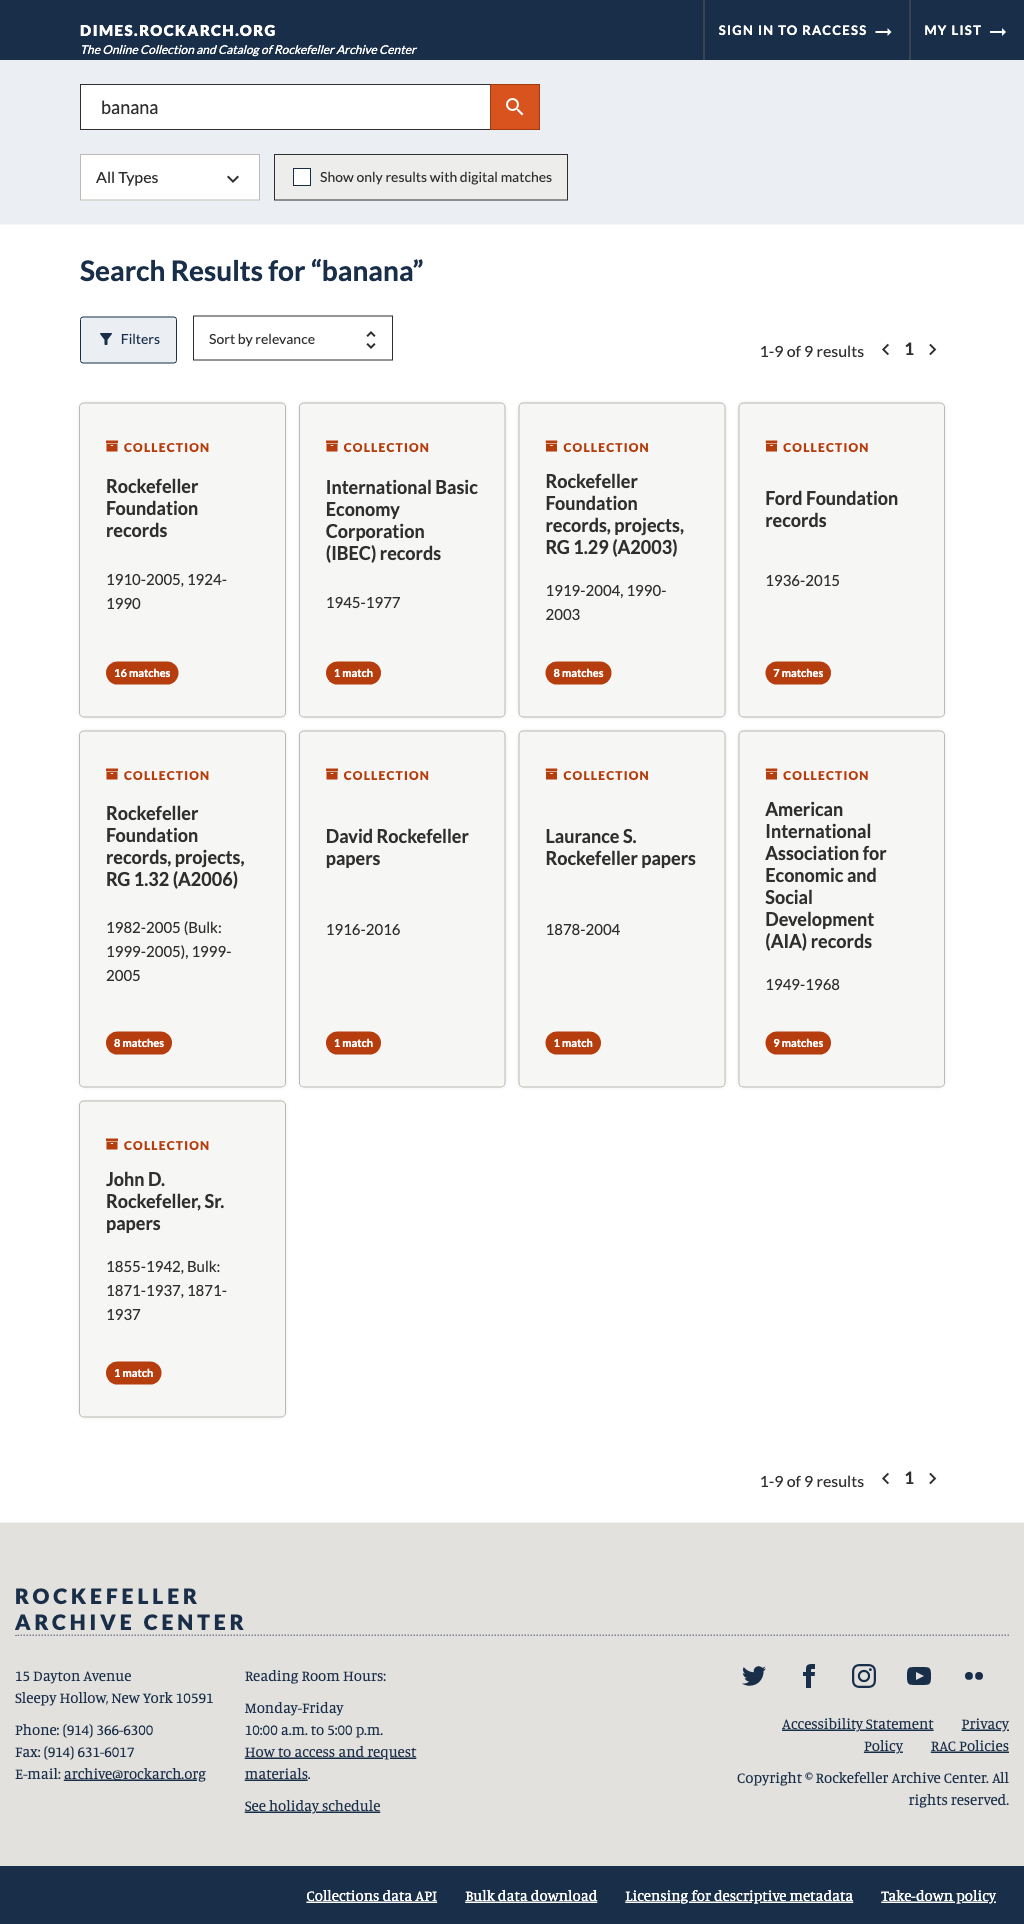 DIMES.ROCKARCH.ORG
The Online Collection and Catalog of Rockefeller Archive Center
SIGN IN TO RACCESS
MY LIST
banana
All Types
Show only results with digital matches
Search Results for “banana”
Filters
Sort by relevance
1-9 of 9 results
1
COLLECTION
Rockefeller
Foundation
records
1910-2005, 1924-
1990
16 matches
COLLECTION
International Basic
Economy
Corporation
(IBEC) records
1945-1977
1 match
COLLECTION
Rockefeller
Foundation
records, projects,
RG 1.29 (A2003)
1919-2004, 1990-
2003
8 matches
COLLECTION
Ford Foundation
records
1936-2015
7 matches
COLLECTION
Rockefeller
Foundation
records, projects,
RG 1.32 (A2006)
1982-2005 (Bulk:
1999-2005), 1999-
2005
8 matches
COLLECTION
David Rockefeller
papers
1916-2016
1 match
COLLECTION
Laurance S.
Rockefeller papers
1878-2004
1 match
COLLECTION
American
International
Association for
Economic and
Social
Development
(AIA) records
1949-1968
9 matches
COLLECTION
John D.
Rockefeller, Sr.
papers
1855-1942, Bulk:
1871-1937, 1871-
1937
1 match
1-9 of 9 results
1
ROCKEFELLER
ARCHIVE CENTER
15 Dayton Avenue
Sleepy Hollow, New York 10591
Phone: (914) 366-6300
Fax: (914) 631-6017
E-mail: archive@rockarch.org
Reading Room Hours:
Monday-Friday
10:00 a.m. to 5:00 p.m.
How to access and request
materials.
See holiday schedule
Accessibility Statement Privacy
Policy RAC Policies
Copyright © Rockefeller Archive Center. All
rights reserved.
Collections data API
Bulk data download
Licensing for descriptive metadata
Take-down policy